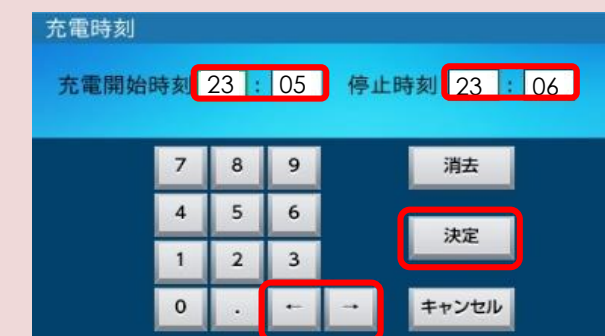 充電時刻
充電開始時刻 23 : 05 停止時刻 23 : 06
7 8 9 消去
4 5 6
決定
1 2 3
0 . ← → キャンセル